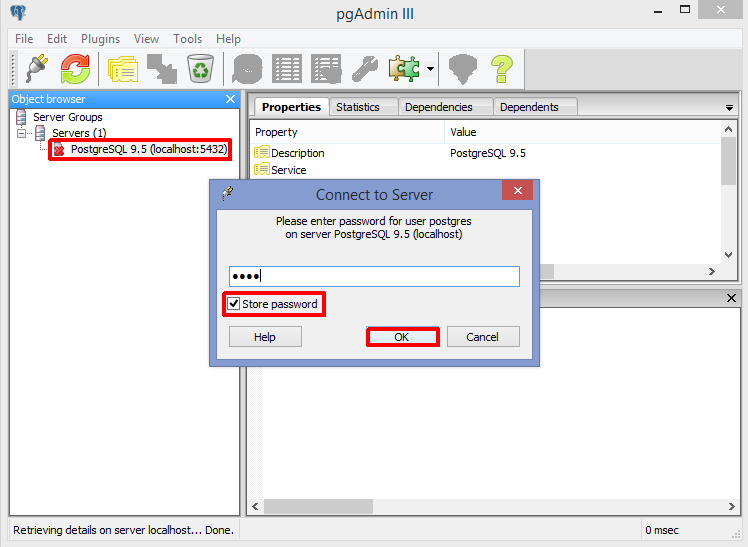 pgAdmin III
File Edit Plugins View Tools Help
Object browser
Server Groups
Servers (1)
PostgreSQL 9.5 (localhost:5432)
Properties Statistics Dependencies Dependents
Property Value
Description PostgreSQL 9.5
Service
Connect to Server
Please enter password for user postgres
on server PostgreSQL 9.5 (localhost)
●●●●
Store password
Help OK Cancel
Retrieving details on server localhost... Done. 0 msec